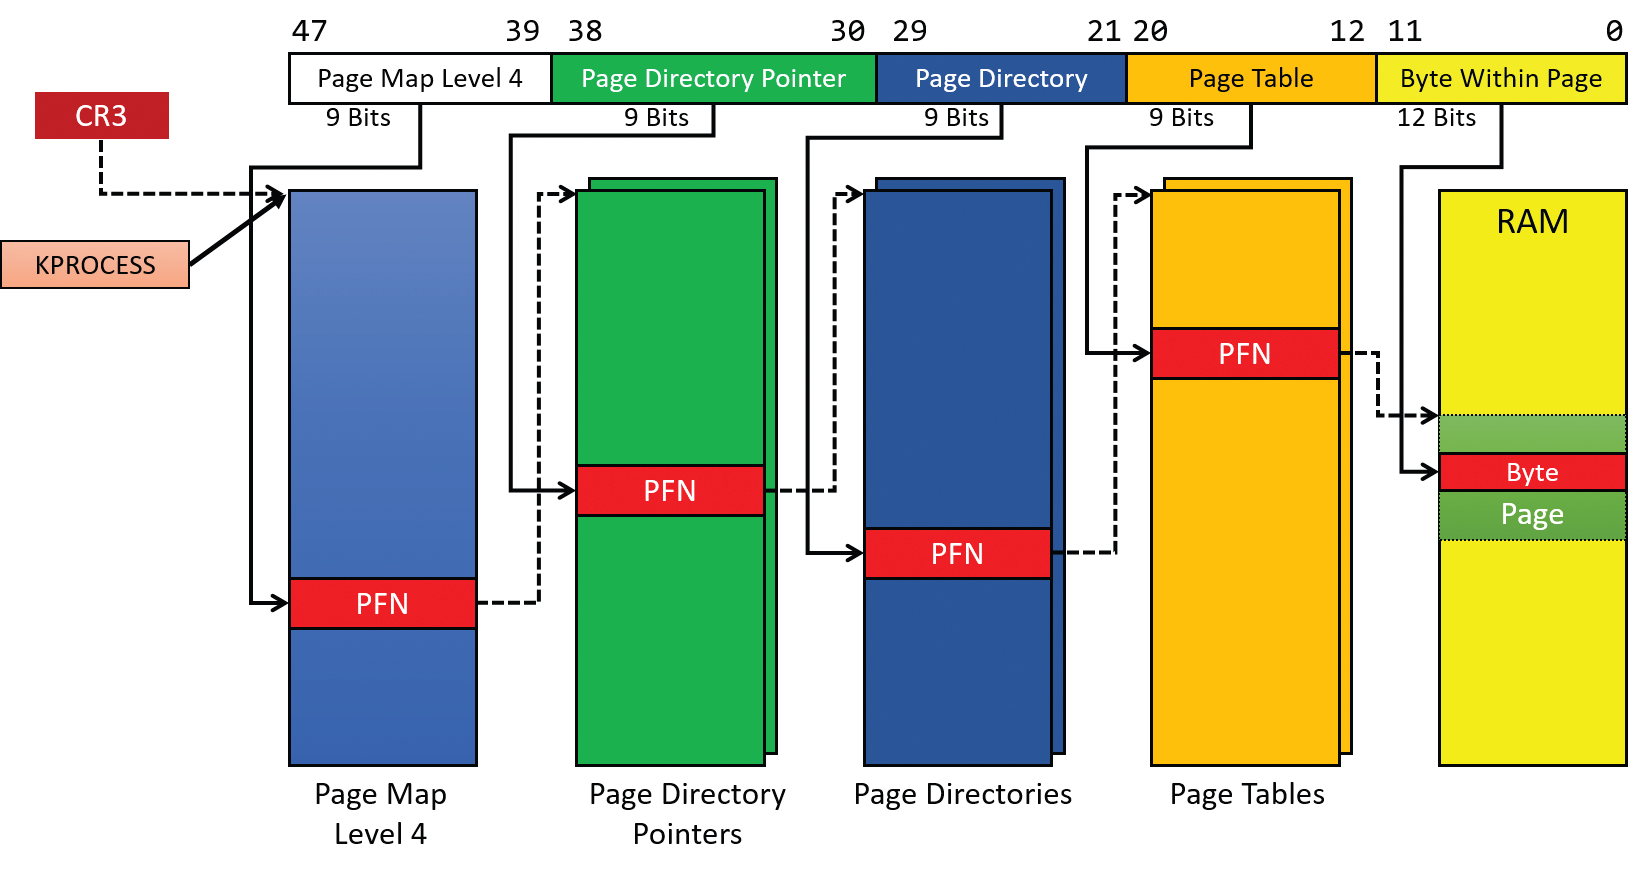 47 39 38 30 29 21 20 12 11 0
Page Map Level 4 Page Directory Pointer Page Directory Page Table Byte Within Page
9 Bits 9 Bits 9 Bits 9 Bits 12 Bits
CR3
KPROCESS
RAM
PFN
PFN
PFN
PFN
Byte
Page
Page Map
Level 4
Page Directory
Pointers
Page Directories
Page Tables